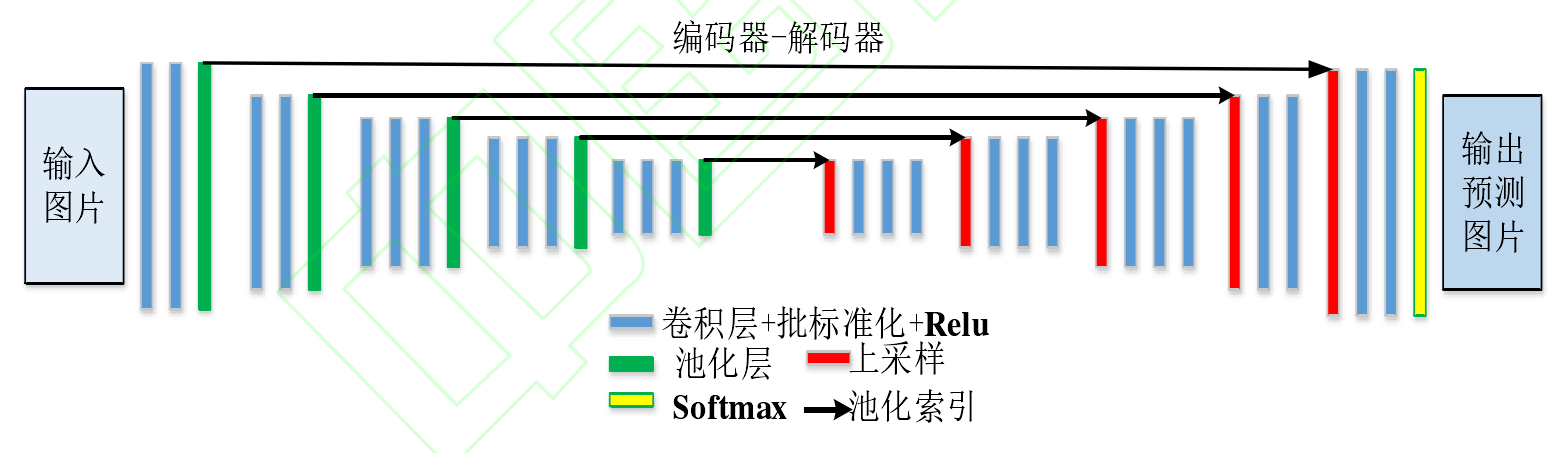 编码器-解码器
输入
图片
输出
预测
图片
卷积层+批标准化+Relu
池化层 上采样
Softmax 池化索引